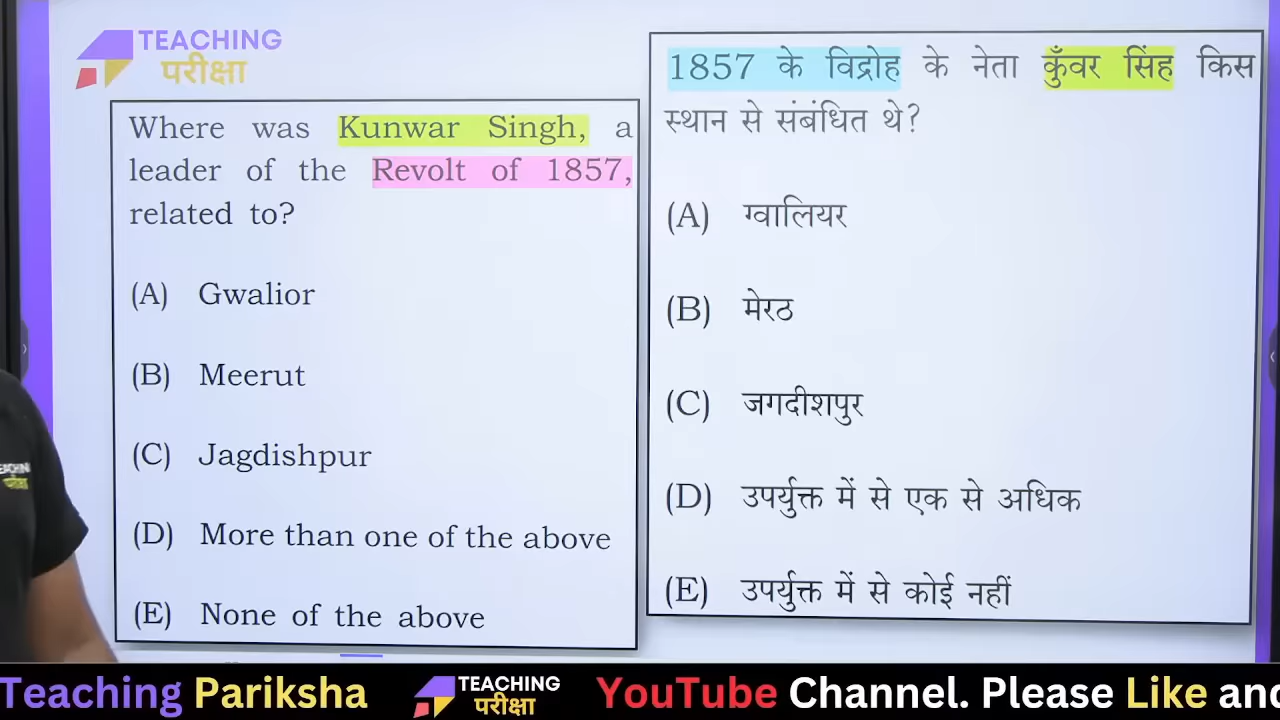 TEACHING
परीक्षा
Where was Kunwar Singh, a
leader of the Revolt of 1857,
related to?
(A) Gwalior
(B) Meerut
(C) Jagdishpur
(D) More than one of the above
(E) None of the above
1857 के विद्रोह के नेता कुँवर सिंह किस
स्थान से संबंधित थे?
(A) ग्वालियर
(B) मेरठ
(C) जगदीशपुर
(D) उपर्युक्त में से एक से अधिक
(E) उपर्युक्त में से कोई नहीं
Teaching Pariksha
TEACHING
परीक्षा
YouTube Channel. Please Like and